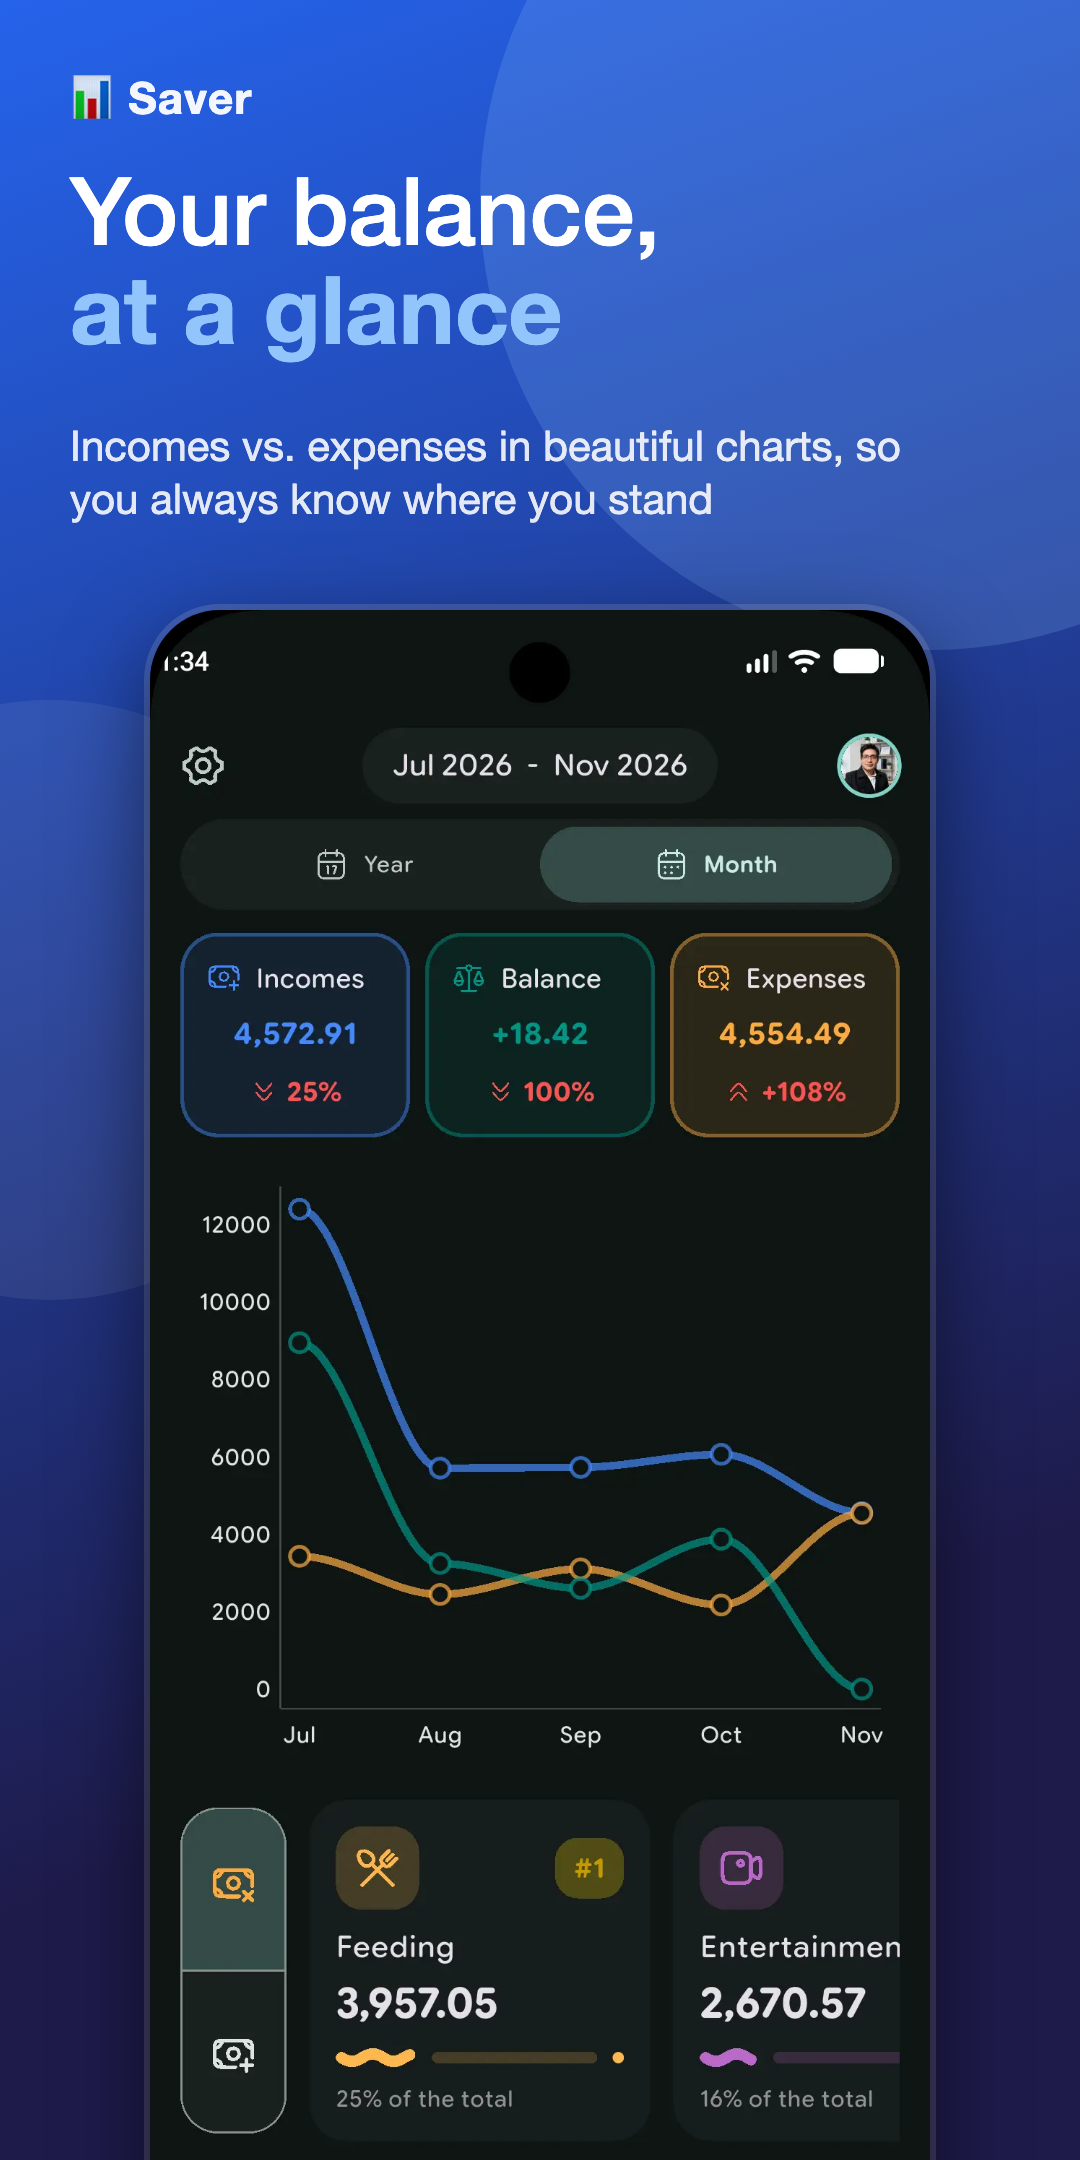 Saver
Your balance,
at a glance
Incomes vs. expenses in beautiful charts, so
you always know where you stand
:34
Jul 2026 - Nov 2026
17 Year
Month
Incomes
4,572.91
25%
Balance
+18.42
100%
Expenses
4,554.49
+108%
12000
10000
8000
6000
4000
2000
0
Jul Aug Sep Oct Nov
#1
Feeding
3,957.05
25% of the total
Entertainmen
2,670.57
16% of the total